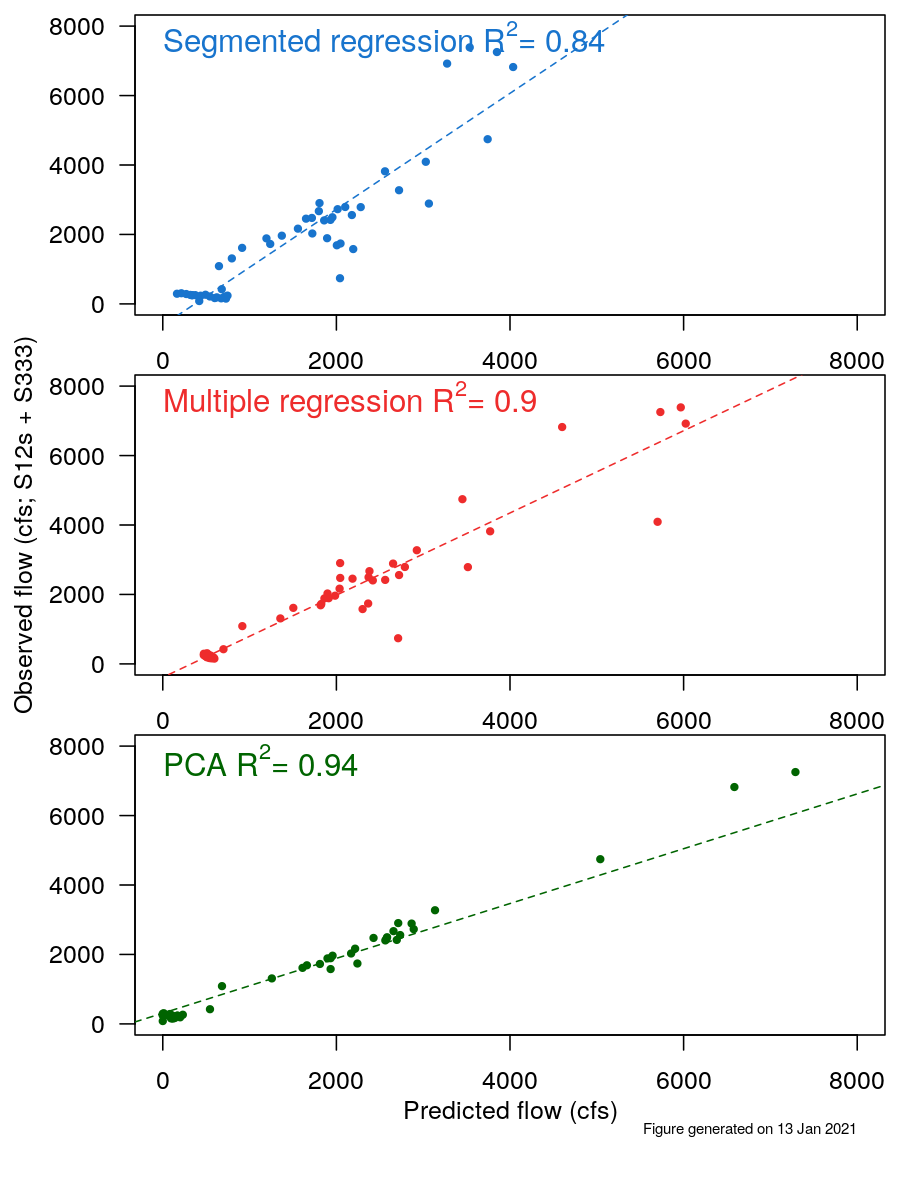 Observed flow (cfs; S12s + S333)
Segmented regression R²= 0.84
8000
6000
4000
2000
0
0 2000 4000 6000 8000
Multiple regression R²= 0.9
8000
6000
4000
2000
0
0 2000 4000 6000 8000
PCA R²= 0.94
8000
6000
4000
2000
0
0 2000 4000 6000 8000
Predicted flow (cfs)
Figure generated on 13 Jan 2021